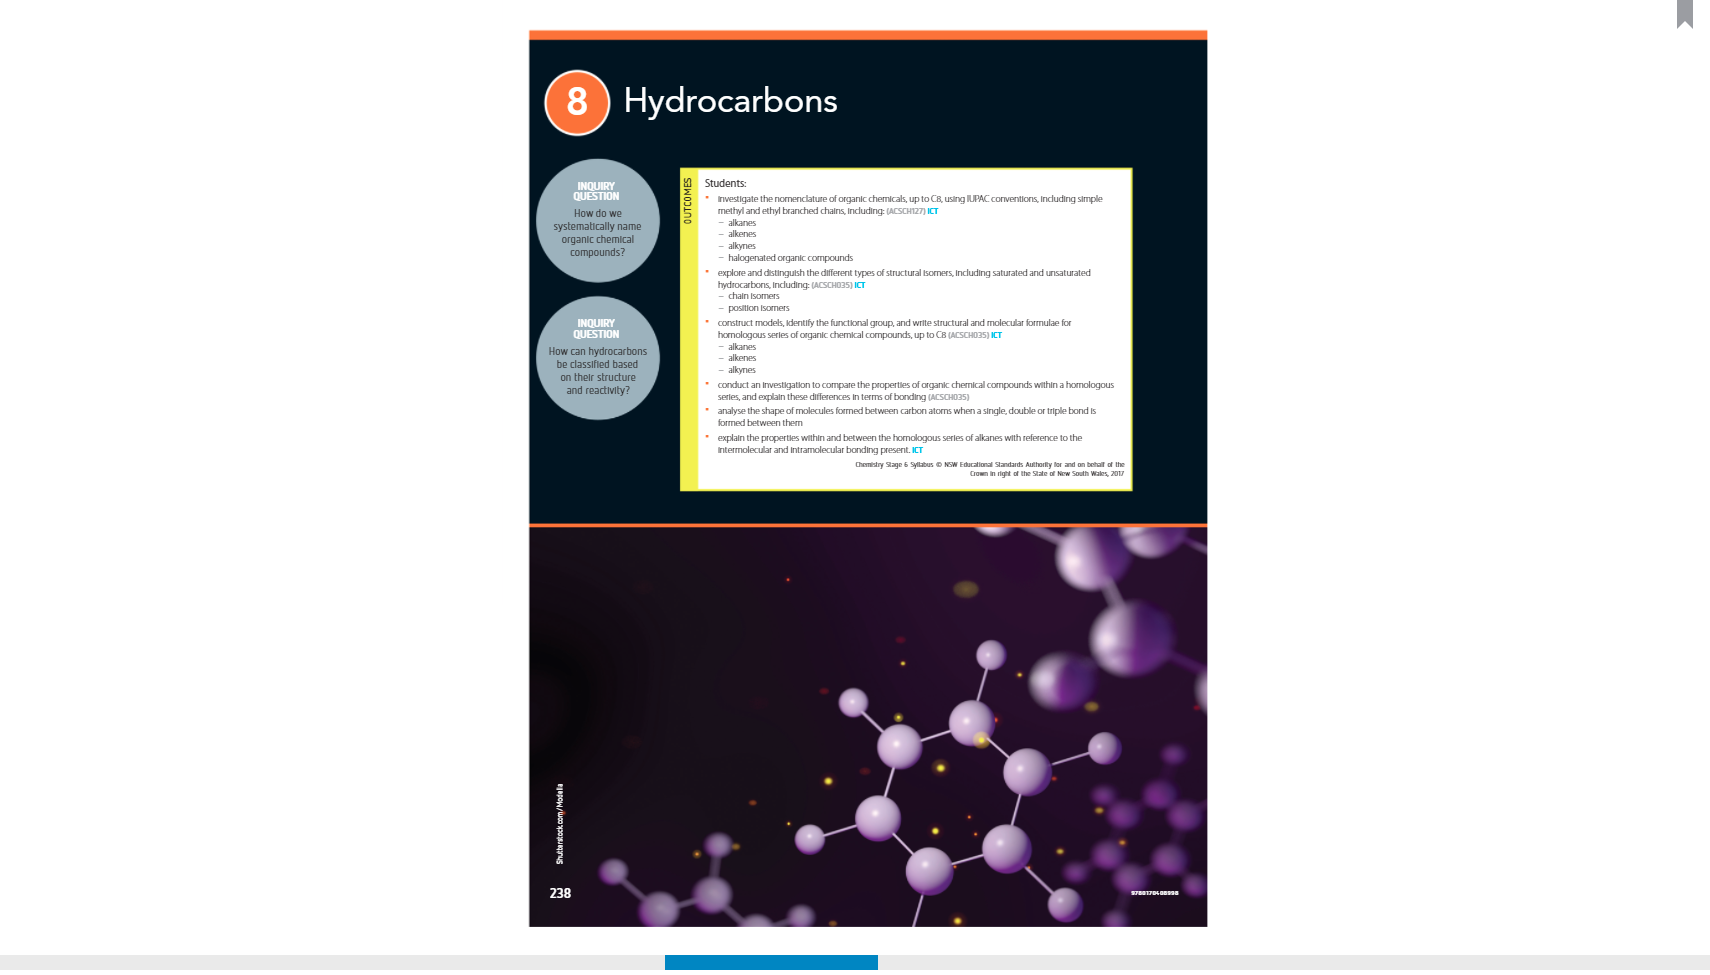 8 Hydrocarbons
INQUIRY
QUESTION
How do we
systematically name
organic chemical
compounds?
INQUIRY
QUESTION
How can hydrocarbons
be classified based
on their structure
and reactivity?
OUTCOMES
Students:
• investigate the nomenclature of organic chemicals, up to C8, using IUPAC conventions, including simple
methyl and ethyl branched chains, including: (ACSCH127) ICT
– alkanes
– alkenes
– alkynes
– halogenated organic compounds
• explore and distinguish the different types of structural isomers, including saturated and unsaturated
hydrocarbons, including: (ACSCH035) ICT
– chain isomers
– position isomers
• construct models, identify the functional group, and write structural and molecular formulae for
homologous series of organic chemical compounds, up to C8 (ACSCH035) ICT
– alkanes
– alkenes
– alkynes
• conduct an investigation to compare the properties of organic chemical compounds within a homologous
series, and explain these differences in terms of bonding (ACSCH035)
• analyse the shape of molecules formed between carbon atoms when a single, double or triple bond is
formed between them
• explain the properties within and between the homologous series of alkanes with reference to the
intermolecular and intramolecular bonding present. ICT
Chemistry Stage 6 Syllabus © NSW Educational Standards Authority for and on behalf of the
Crown in right of the State of New South Wales, 2017
Shutterstock.com/Modella
238
9780170408998